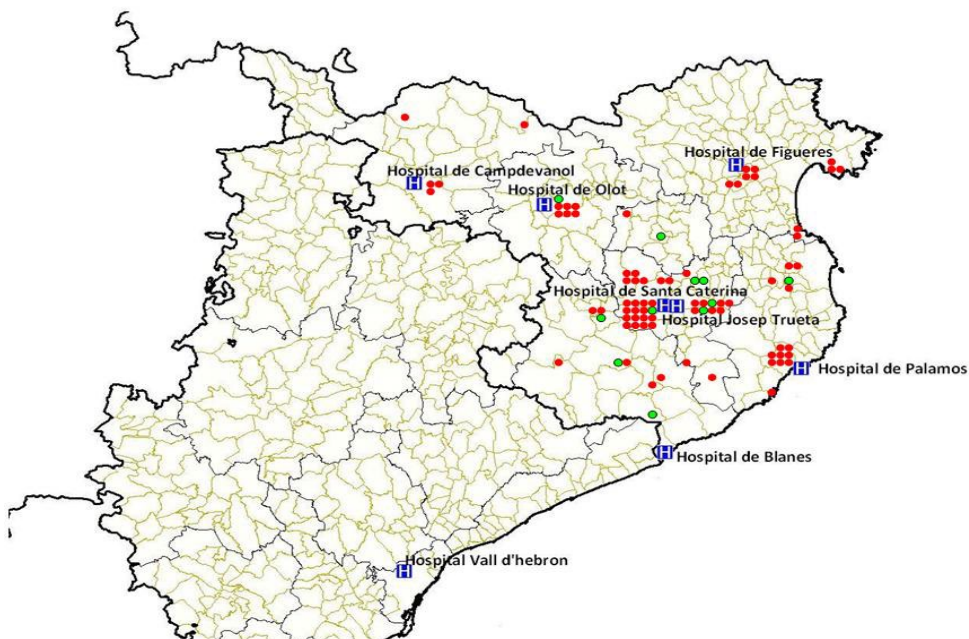 Hospital de Figueres
Hospital de Campdevanol
H
H
Hospital de Olot
H
Hospital de Santa Caterina
H H
Hospital Josep Trueta
H Hospital de Palamos
H Hospital de Blanes
Hospital Vall d'hebron
H